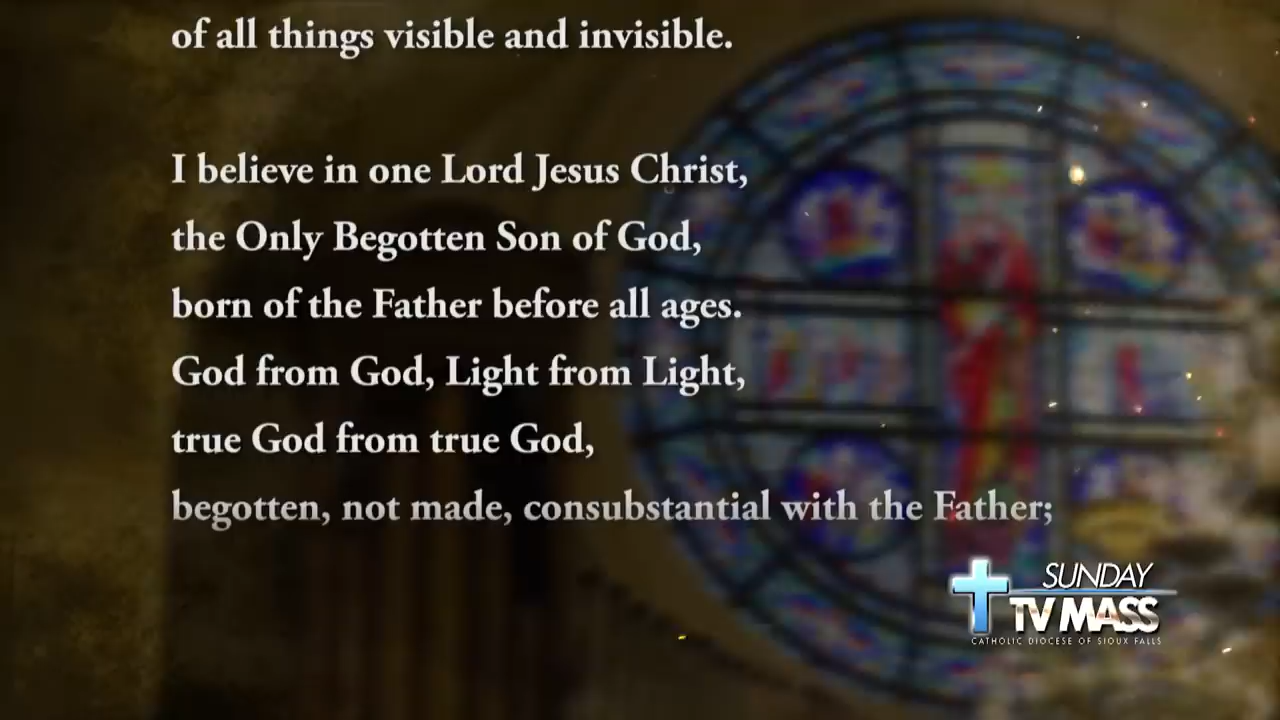 of all things visible and invisible.
I believe in one Lord Jesus Christ,
the Only Begotten Son of God,
born of the Father before all ages.
God from God, Light from Light,
true God from true God,
begotten, not made, consubstantial with the Father;
SUNDAY
TV MASS
CATHOLIC DIOCESE OF SIOUX FALLS